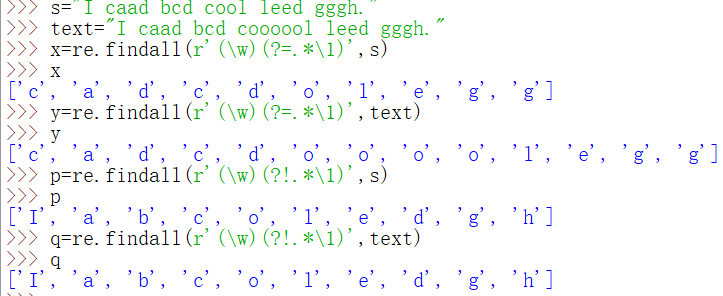 >>> s="I caad bcd cool leed gggh."
>>> text="I caad bcd coooool leed gggh."
>>> x=re.findall(r'(\w)(?=.*\1)',s)
>>> x
['c', 'a', 'd', 'c', 'd', 'o', 'l', 'e', 'g', 'g']
>>> y=re.findall(r'(\w)(?=.*\1)',text)
>>> y
['c', 'a', 'd', 'c', 'd', 'o', 'o', 'o', 'o', 'l', 'e', 'g', 'g']
>>> p=re.findall(r'(\w)(?!.*\1)',s)
>>> p
['I', 'a', 'b', 'c', 'o', 'l', 'e', 'd', 'g', 'h']
>>> q=re.findall(r'(\w)(?!.*\1)',text)
>>> q
['I', 'a', 'b', 'c', 'o', 'l', 'e', 'd', 'g', 'h']